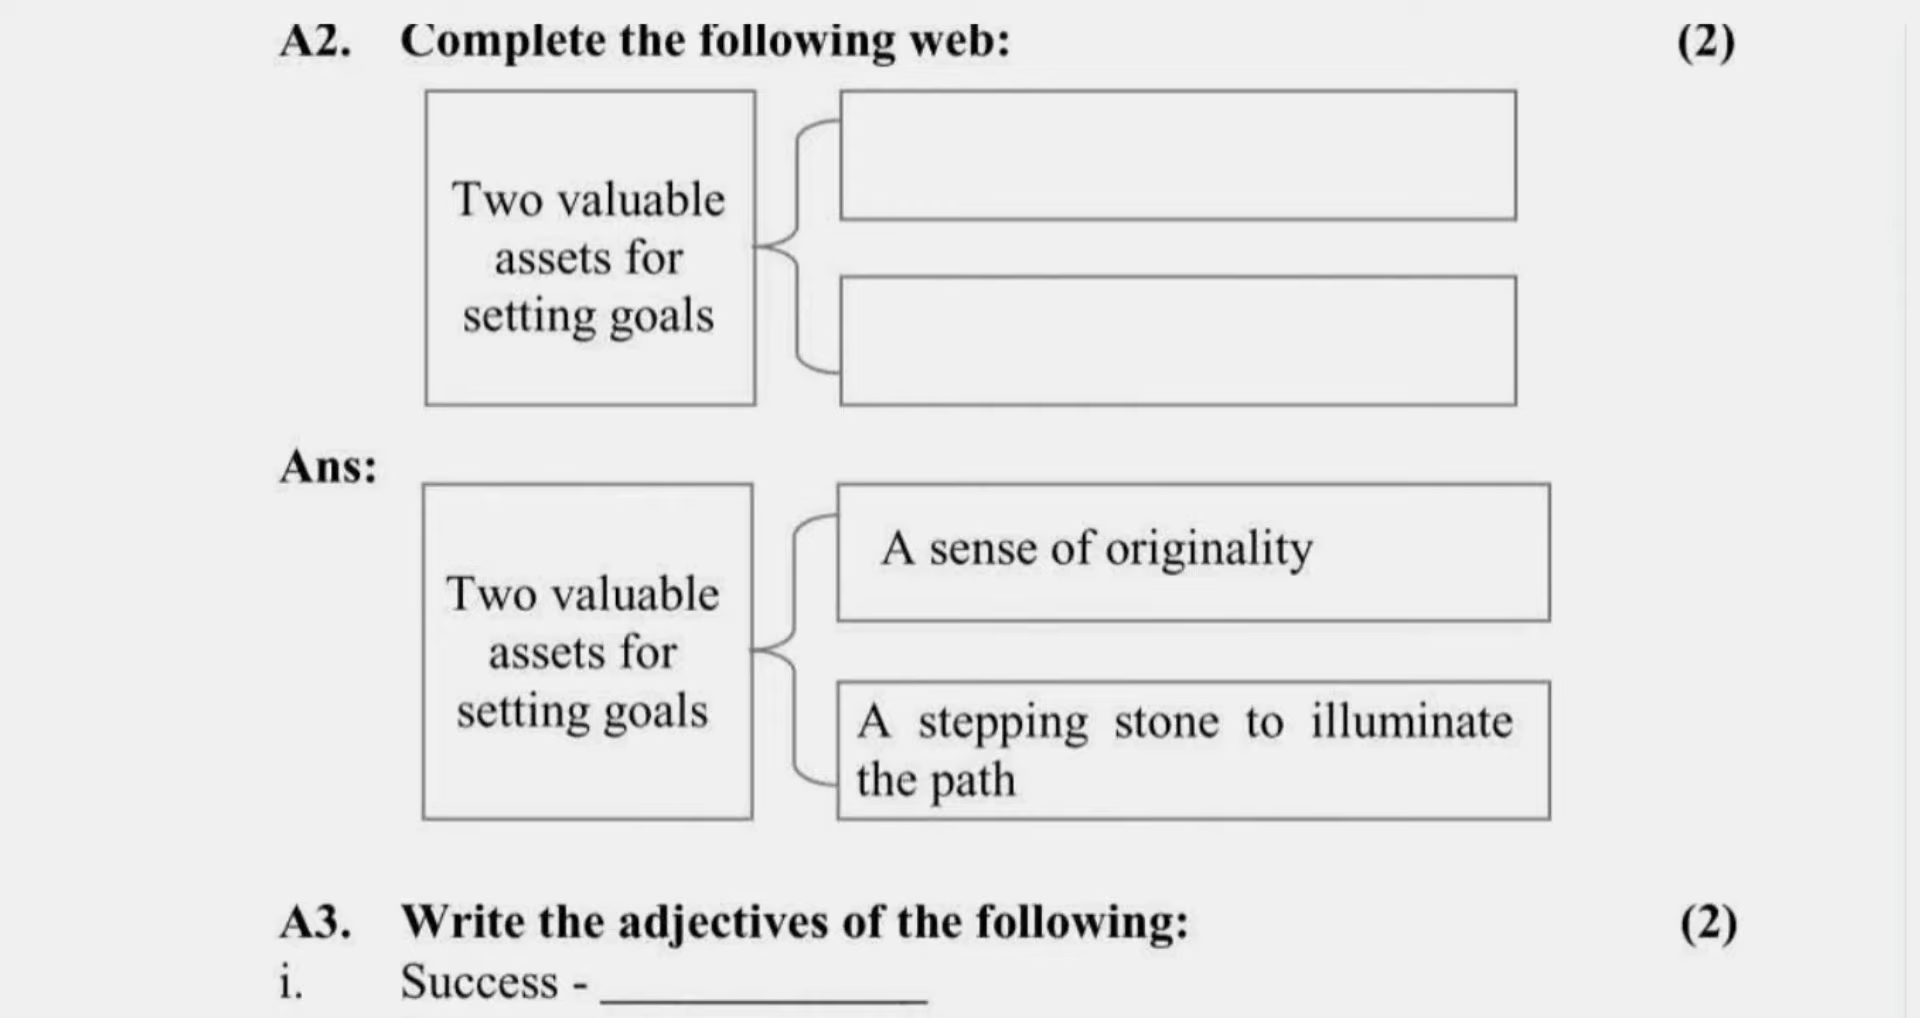 A2. Complete the following web: (2)
Two valuable
assets for
setting goals
Ans:
Two valuable
assets for
setting goals
A sense of originality
A stepping stone to illuminate
the path
A3. Write the adjectives of the following: (2)
i. Success - ______________